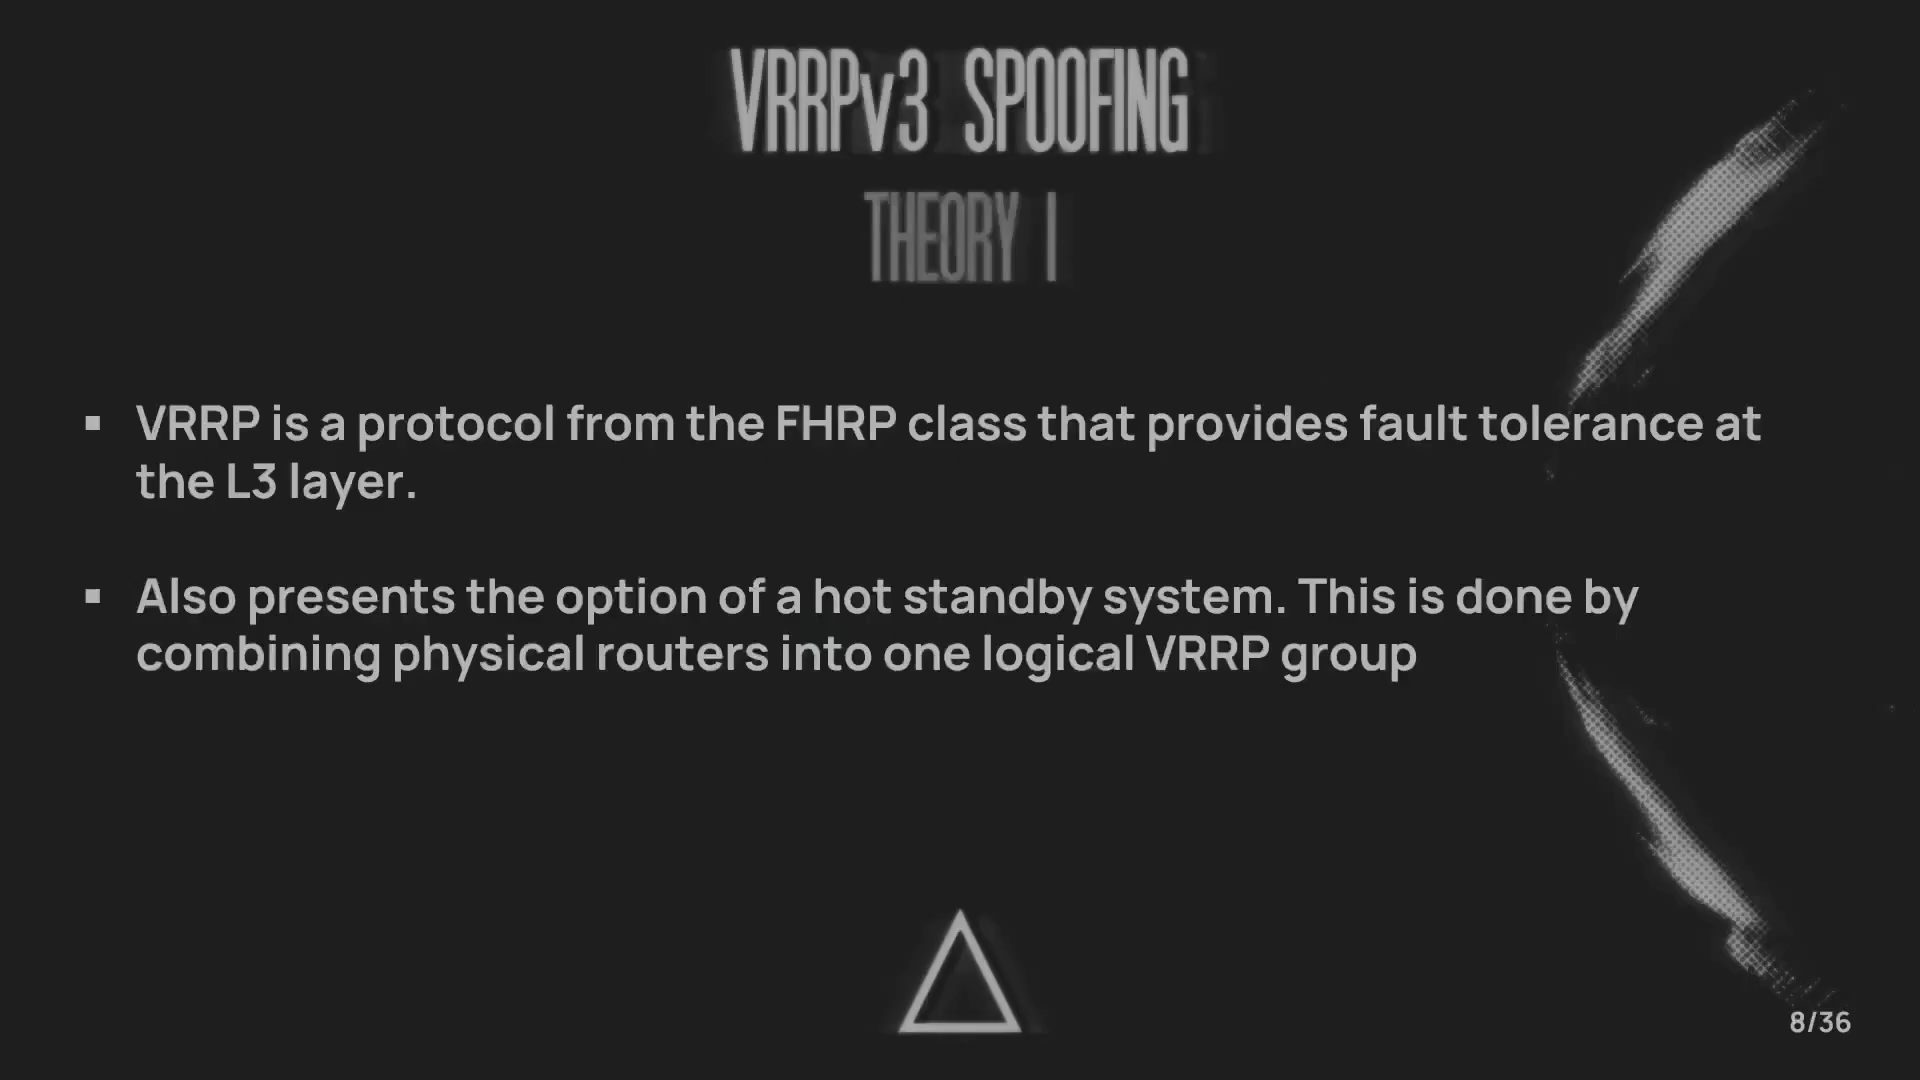 VRRPv3 SPOOFING
THEORY I
▪ VRRP is a protocol from the FHRP class that provides fault tolerance at
the L3 layer.
▪ Also presents the option of a hot standby system. This is done by
combining physical routers into one logical VRRP group
8/36